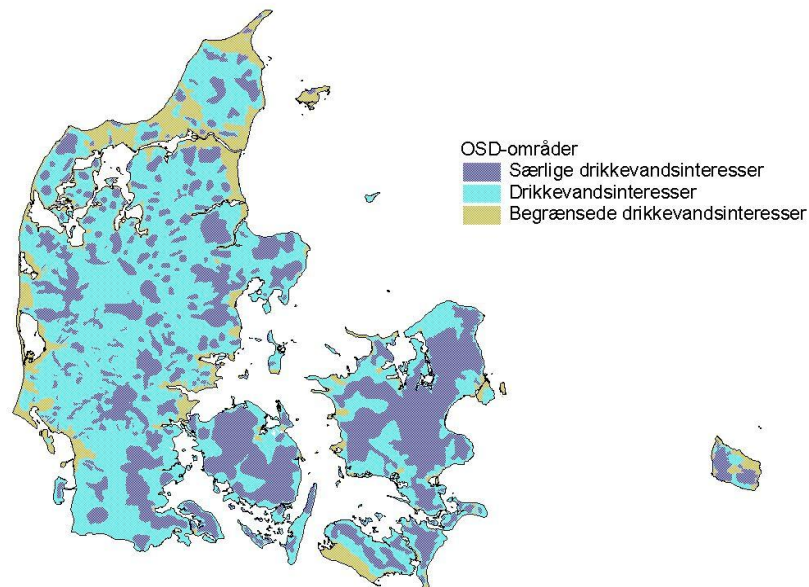 OSD-områder
Særlige drikkevandsinteresser
Drikkevandsinteresser
Begrænsede drikkevandsinteresser